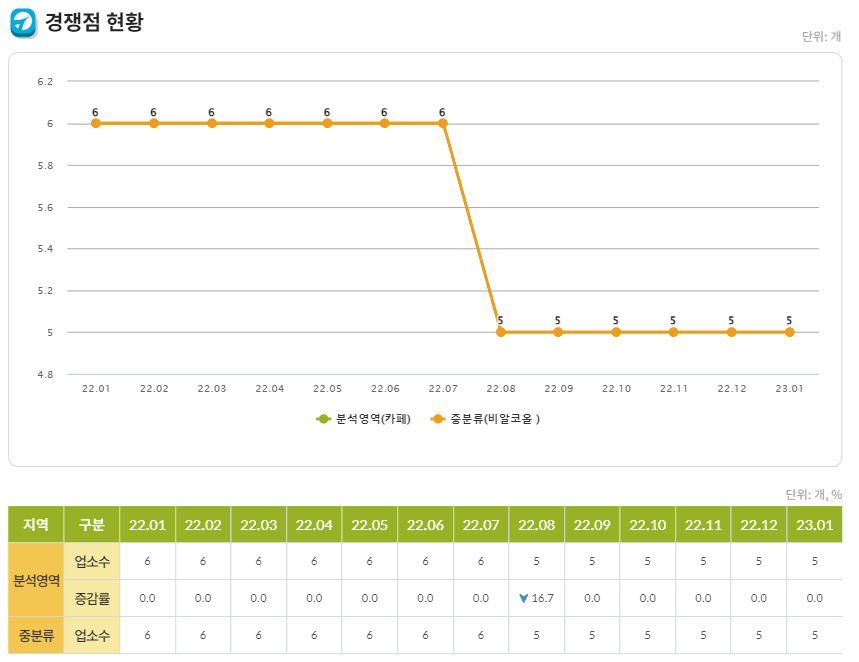 경쟁점 현황
단위: 개
6.2
6
5.8
5.6
5.4
5.2
5
4.8
6 6 6 6 6 6 6 5 5 5 5 5 5
22.01 22.02 22.03 22.04 22.05 22.06 22.07 22.08 22.09 22.10 22.11 22.12 23.01
분석영역(카페) 중분류(비알코올 )
단위: 개, %
지역 구분 22.01 22.02 22.03 22.04 22.05 22.06 22.07 22.08 22.09 22.10 22.11 22.12 23.01
분석영역 업소수 6 6 6 6 6 6 6 5 5 5 5 5 5
증감률 0.0 0.0 0.0 0.0 0.0 0.0 0.0 16.7 0.0 0.0 0.0 0.0 0.0
중분류 업소수 6 6 6 6 6 6 6 5 5 5 5 5 5